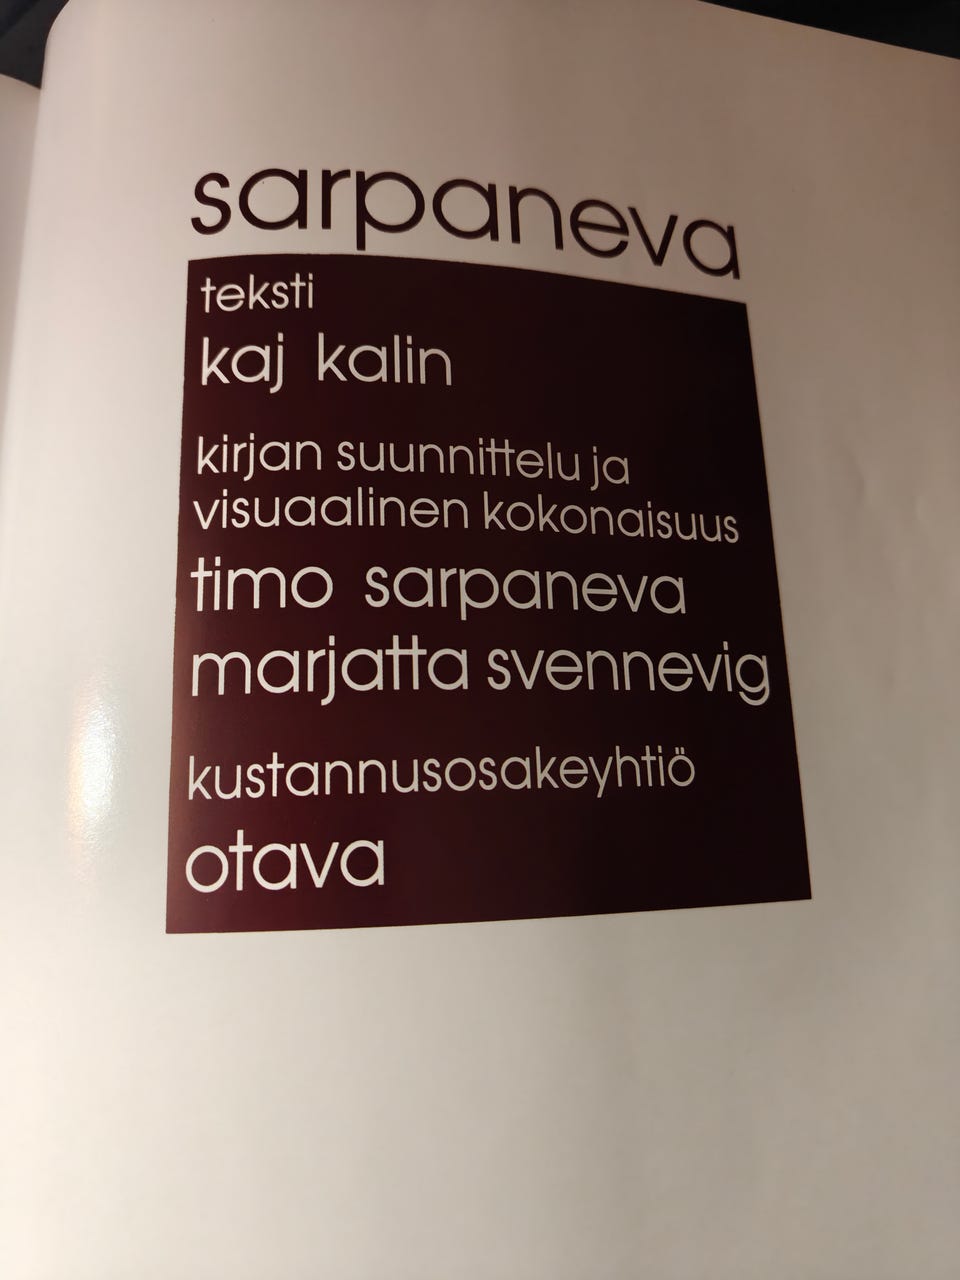 sarpaneva
teksti
kaj kalin
kirjan suunnittelu ja
visuaalinen kokonaisuus
timo sarpaneva
marjatta svennevig
kustannusosakeyhtiö
otava